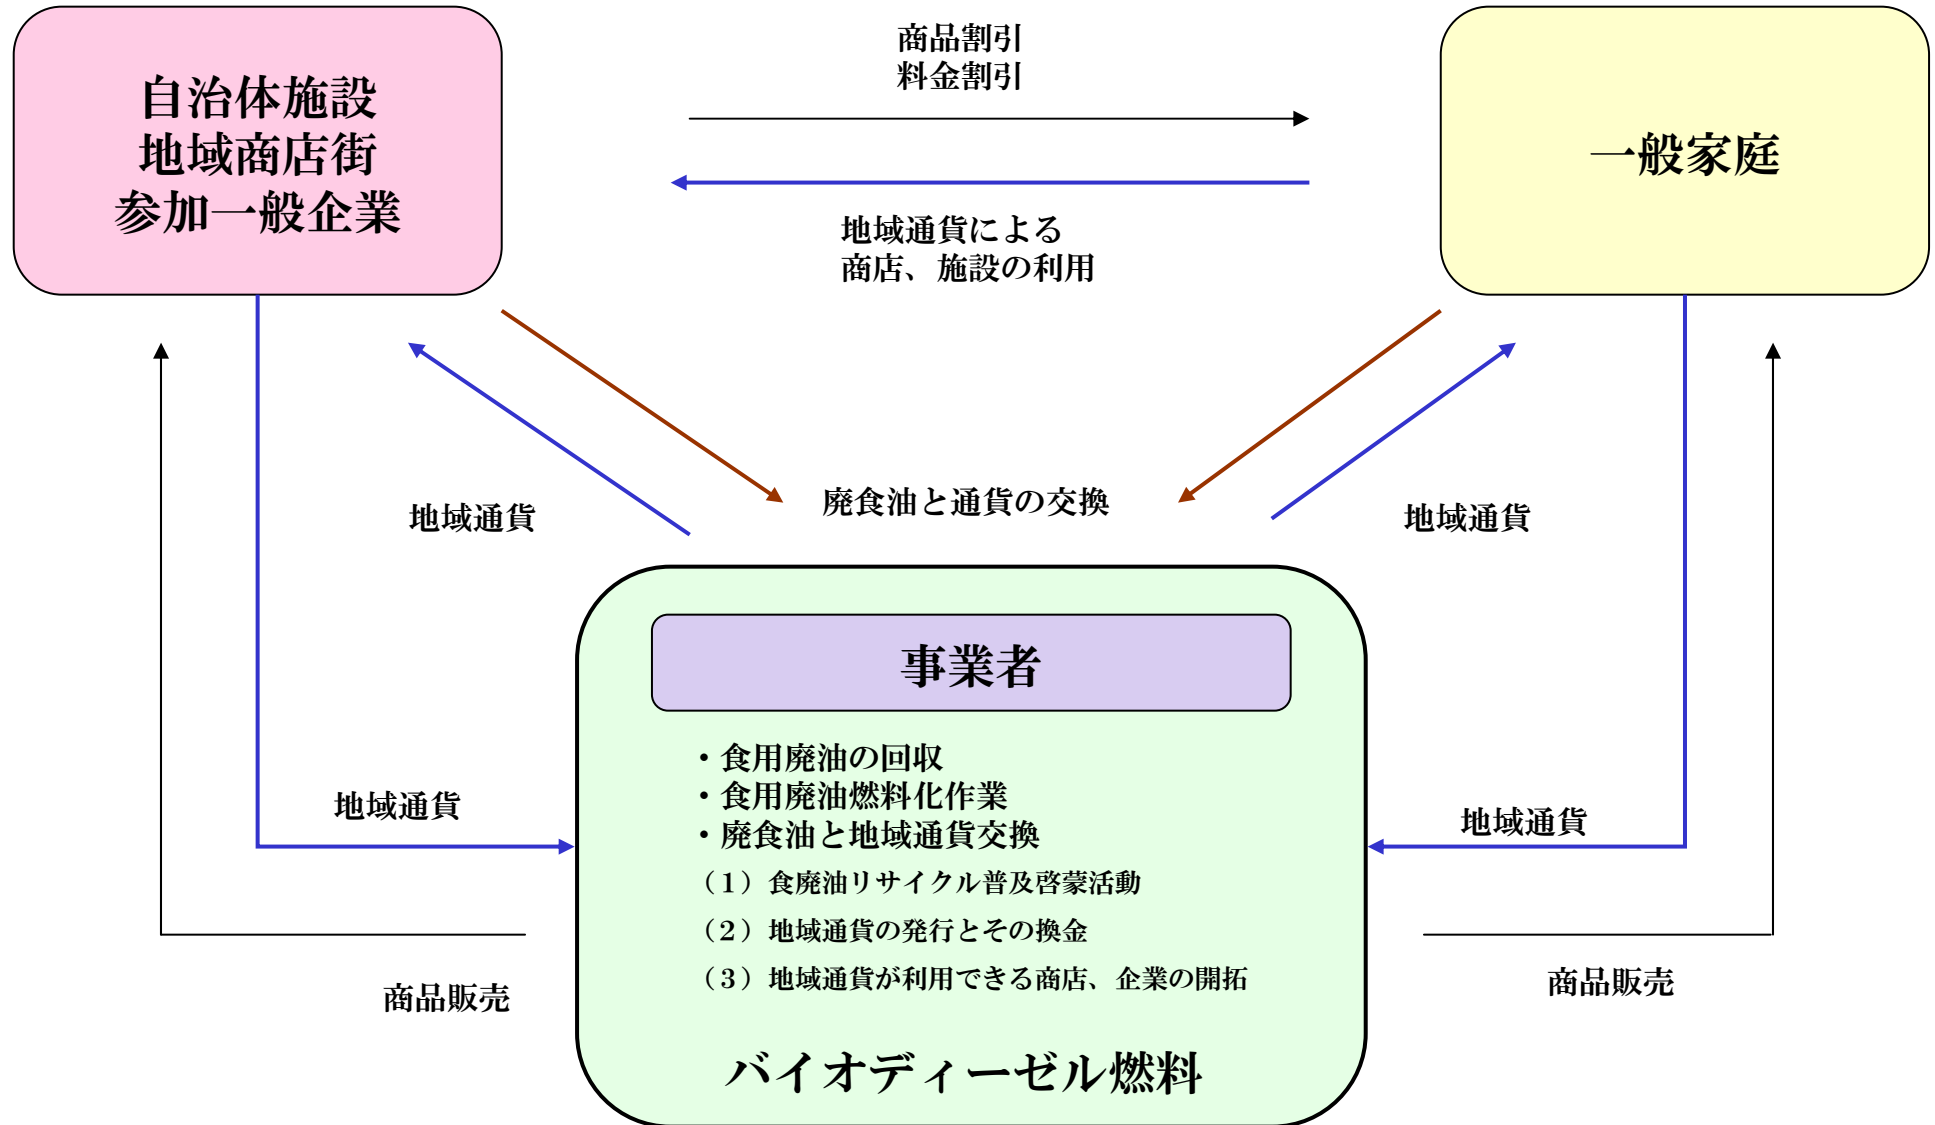 自治体施設
地域商店街
参加一般企業
商品割引
料金割引
一般家庭
地域通貨による
商店、施設の利用
廃食油と通貨の交換
地域通貨
地域通貨
事業者
・食用廃油の回収
・食用廃油燃料化作業
・廃食油と地域通貨交換
（１）食廃油リサイクル普及啓蒙活動
（２）地域通貨の発行とその換金
（３）地域通貨が利用できる商店、企業の開拓
バイオディーゼル燃料
地域通貨
地域通貨
商品販売
商品販売